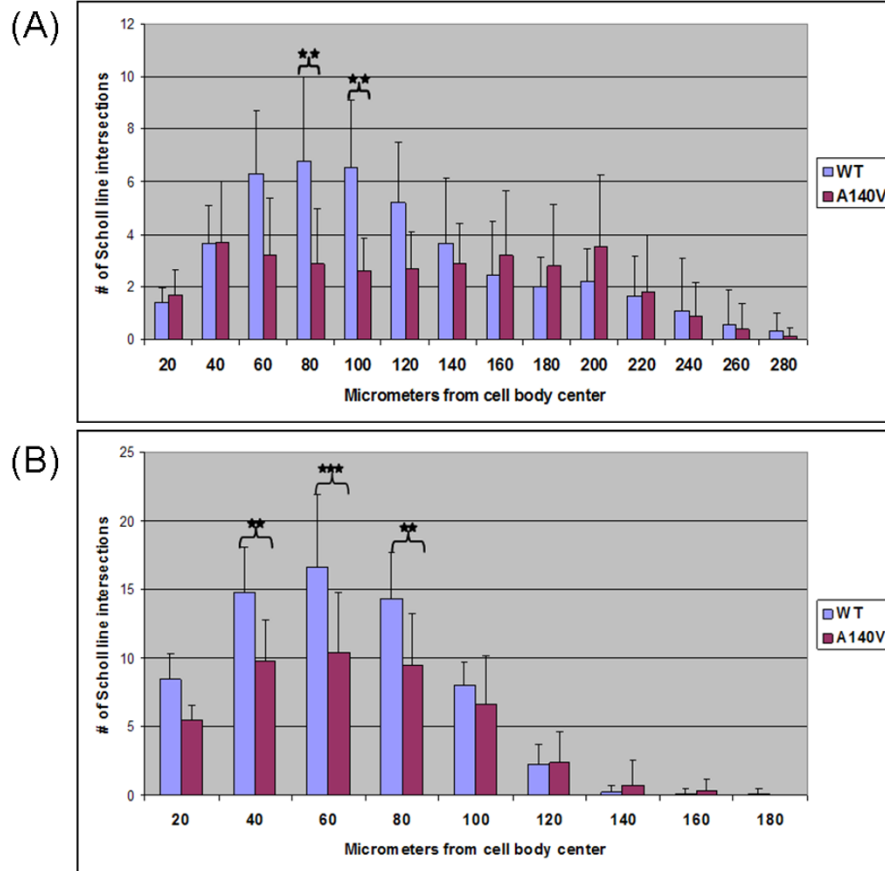 (A)
12
10
8
6
4
2
0
# of Scholl line intersections
★★
★★
20 40 60 80 100 120 140 160 180 200 220 240 260 280
Micrometers from cell body center
WT
A140V
(B)
25
20
15
10
5
0
# of Scholl line intersections
★★
★★★
★★
20 40 60 80 100 120 140 160 180
Micrometers from cell body center
WT
A140V